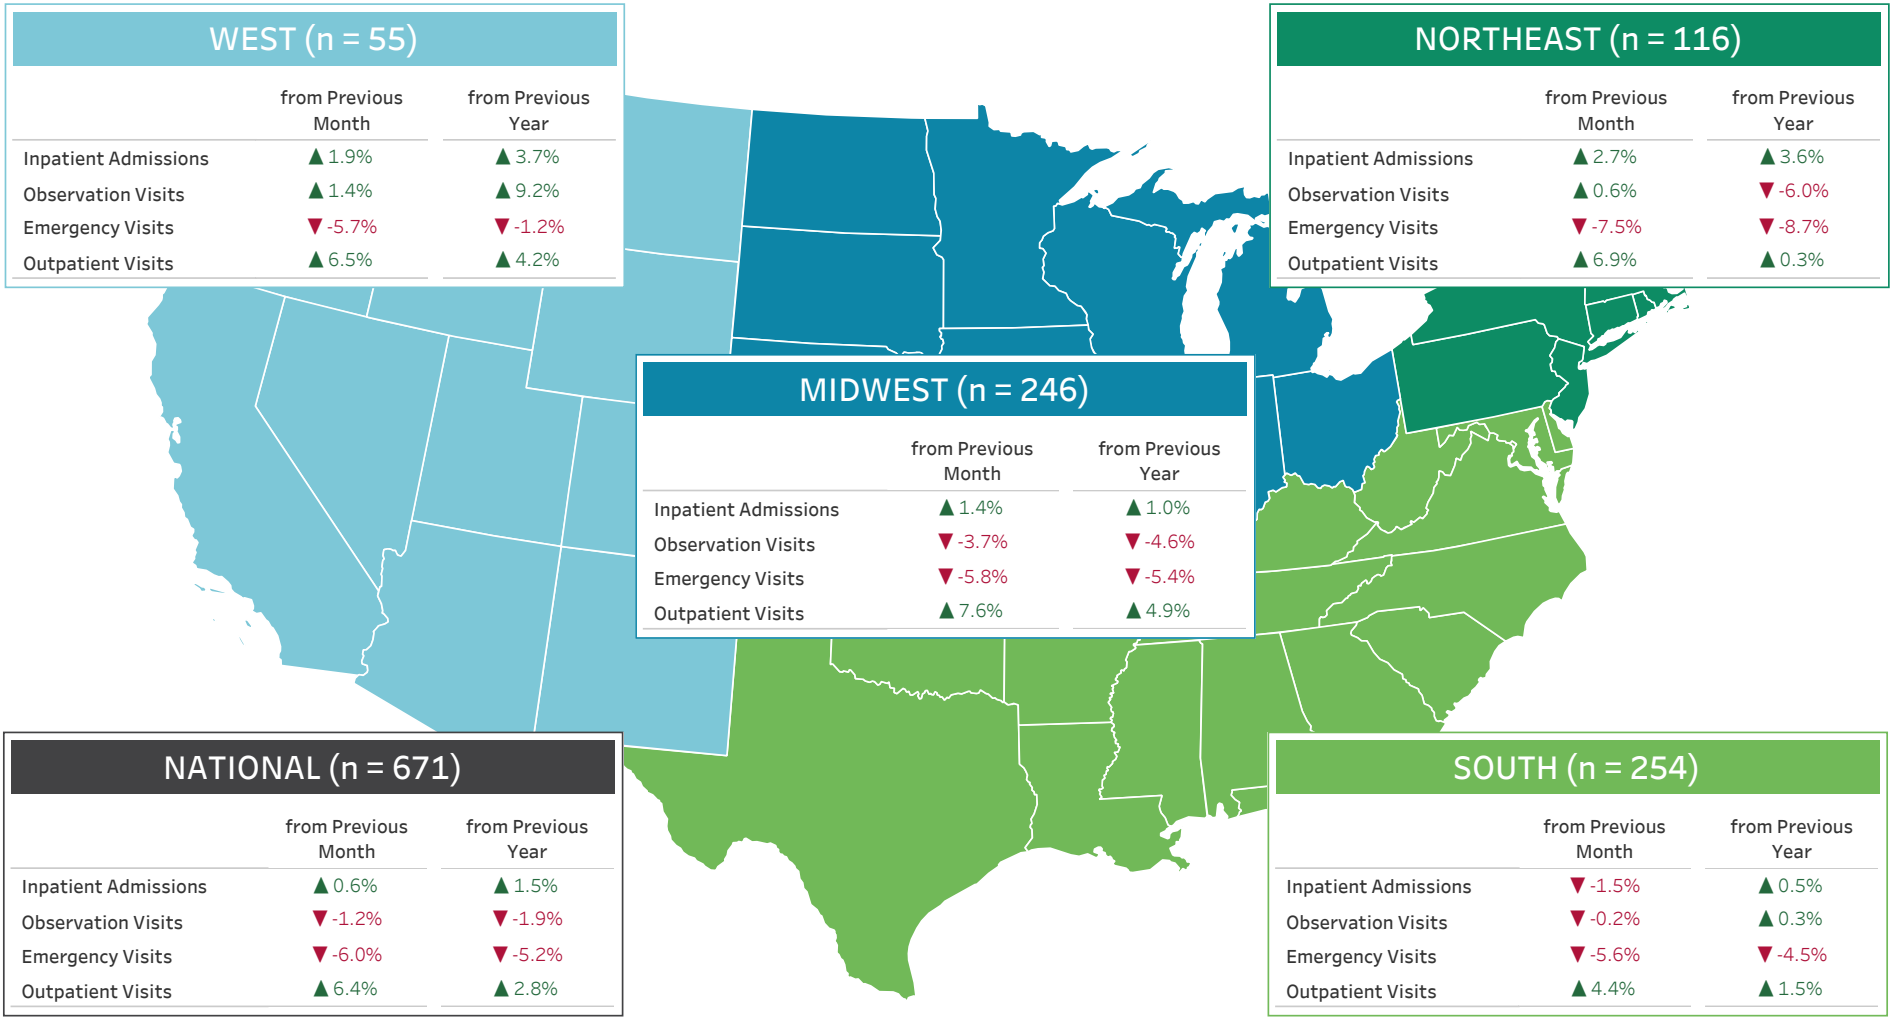 WEST (n = 55)
from Previous Month from Previous Year
Inpatient Admissions ▲ 1.9% ▲ 3.7%
Observation Visits ▲ 1.4% ▲ 9.2%
Emergency Visits ▼ -5.7% ▼ -1.2%
Outpatient Visits ▲ 6.5% ▲ 4.2%
NORTHEAST (n = 116)
from Previous Month from Previous Year
Inpatient Admissions ▲ 2.7% ▲ 3.6%
Observation Visits ▲ 0.6% ▼ -6.0%
Emergency Visits ▼ -7.5% ▼ -8.7%
Outpatient Visits ▲ 6.9% ▲ 0.3%
MIDWEST (n = 246)
from Previous Month from Previous Year
Inpatient Admissions ▲ 1.4% ▲ 1.0%
Observation Visits ▼ -3.7% ▼ -4.6%
Emergency Visits ▼ -5.8% ▼ -5.4%
Outpatient Visits ▲ 7.6% ▲ 4.9%
NATIONAL (n = 671)
from Previous Month from Previous Year
Inpatient Admissions ▲ 0.6% ▲ 1.5%
Observation Visits ▼ -1.2% ▼ -1.9%
Emergency Visits ▼ -6.0% ▼ -5.2%
Outpatient Visits ▲ 6.4% ▲ 2.8%
SOUTH (n = 254)
from Previous Month from Previous Year
Inpatient Admissions ▼ -1.5% ▲ 0.5%
Observation Visits ▼ -0.2% ▲ 0.3%
Emergency Visits ▼ -5.6% ▼ -4.5%
Outpatient Visits ▲ 4.4% ▲ 1.5%